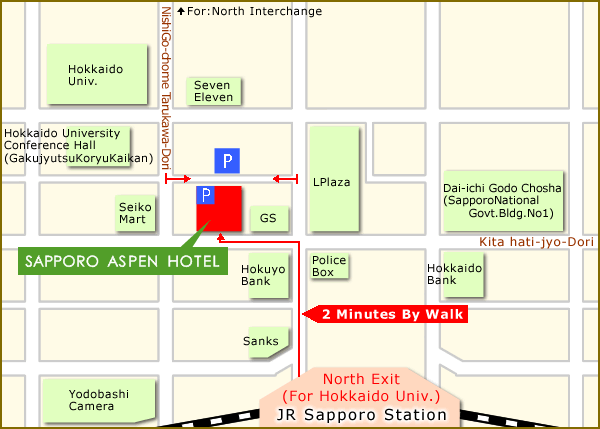 For:North Interchange
NishiGo-chome Tarukawa-Dori
Hokkaido
Univ.
Seven
Eleven
Hokkaido University
Conference Hall
(GakujyutsuKoryuKaikan)
P
P
LPlaza
Dai-ichi Godo Chosha
(SapporoNational
Govt.Bldg.No1)
Seiko
Mart
GS
Kita hati-jyo-Dori
SAPPORO ASPEN HOTEL
Hokuyo
Bank
Police
Box
Hokkaido
Bank
2 Minutes By Walk
Sanks
North Exit
(For Hokkaido Univ.)
JR Sapporo Station
Yodobashi
Camera